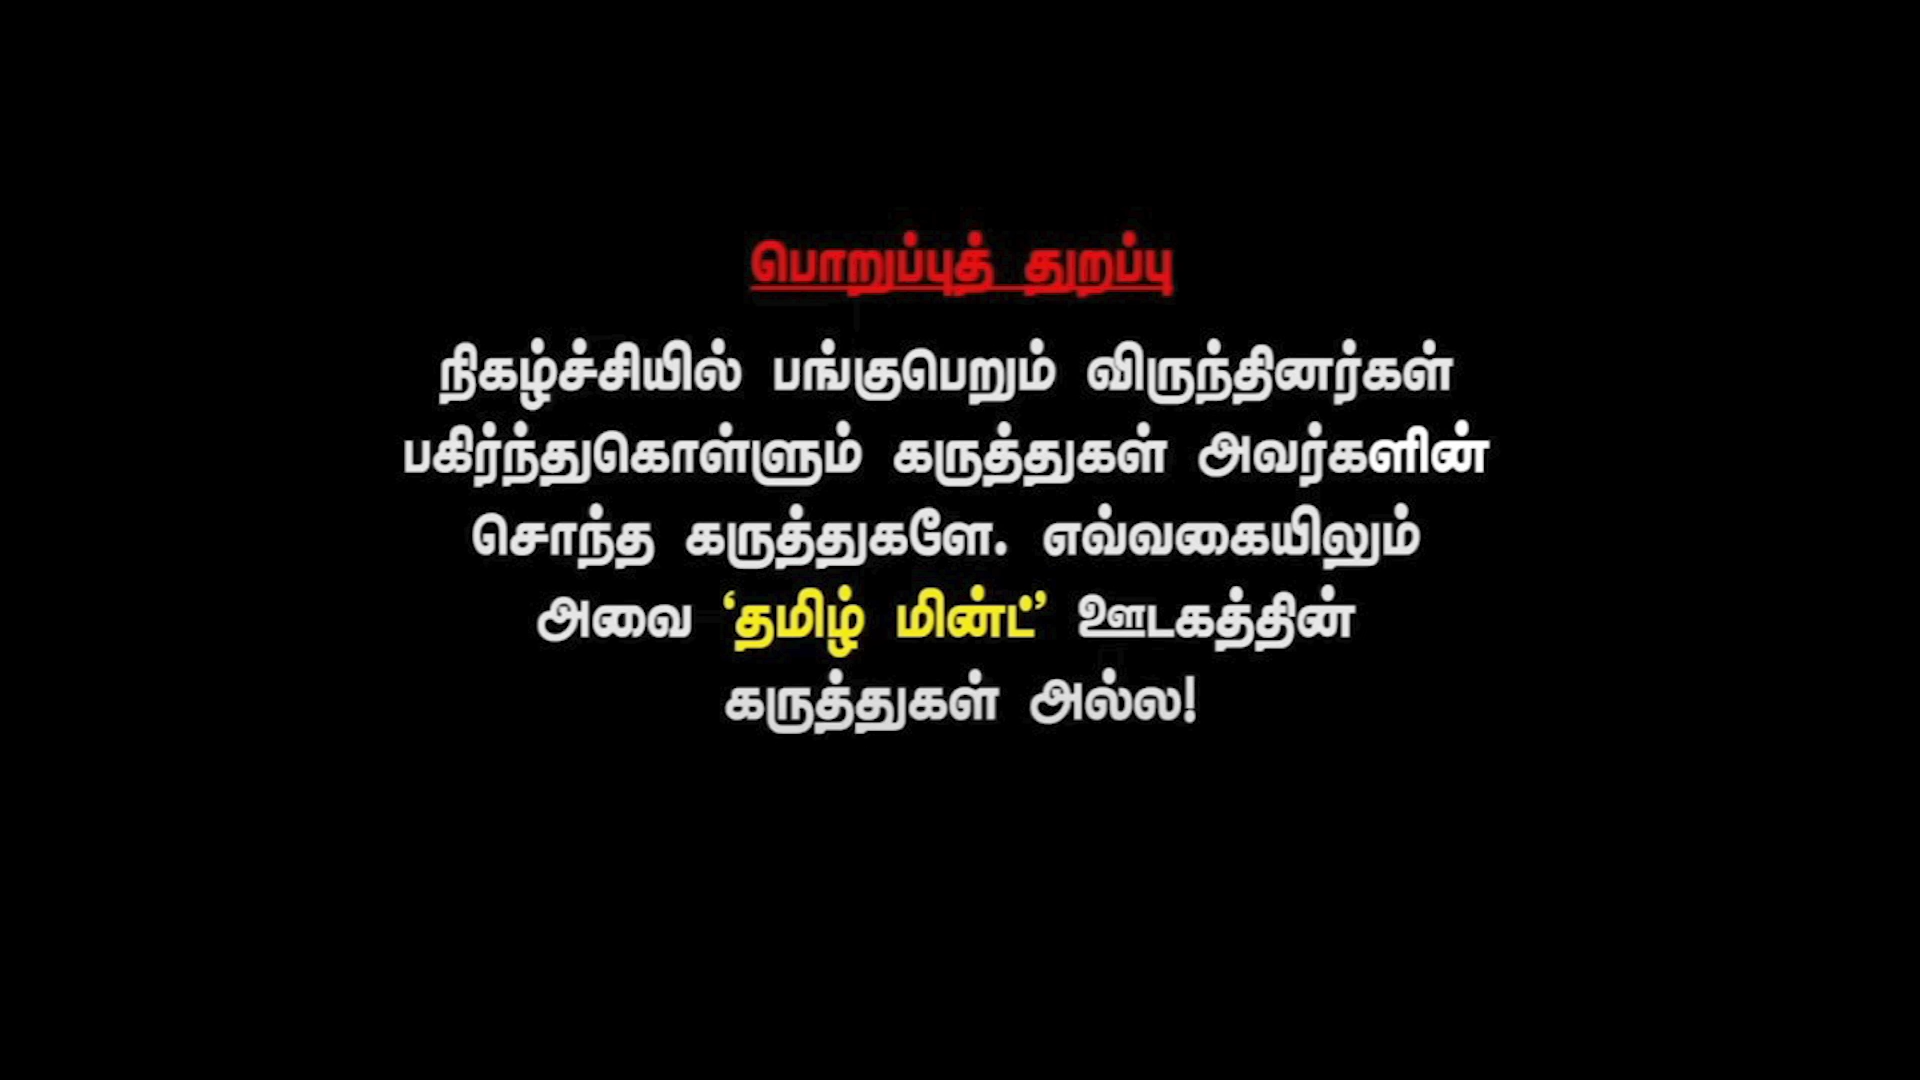 பொறுப்புத் துறப்பு
நிகழ்ச்சியில் பங்குபெறும் விருந்தினர்கள்
பகிர்ந்துகொள்ளும் கருத்துகள் அவர்களின்
சொந்த கருத்துகளே. எவ்வகையிலும்
அவை ‘தமிழ் மின்ட்’ ஊடகத்தின்
கருத்துகள் அல்ல!